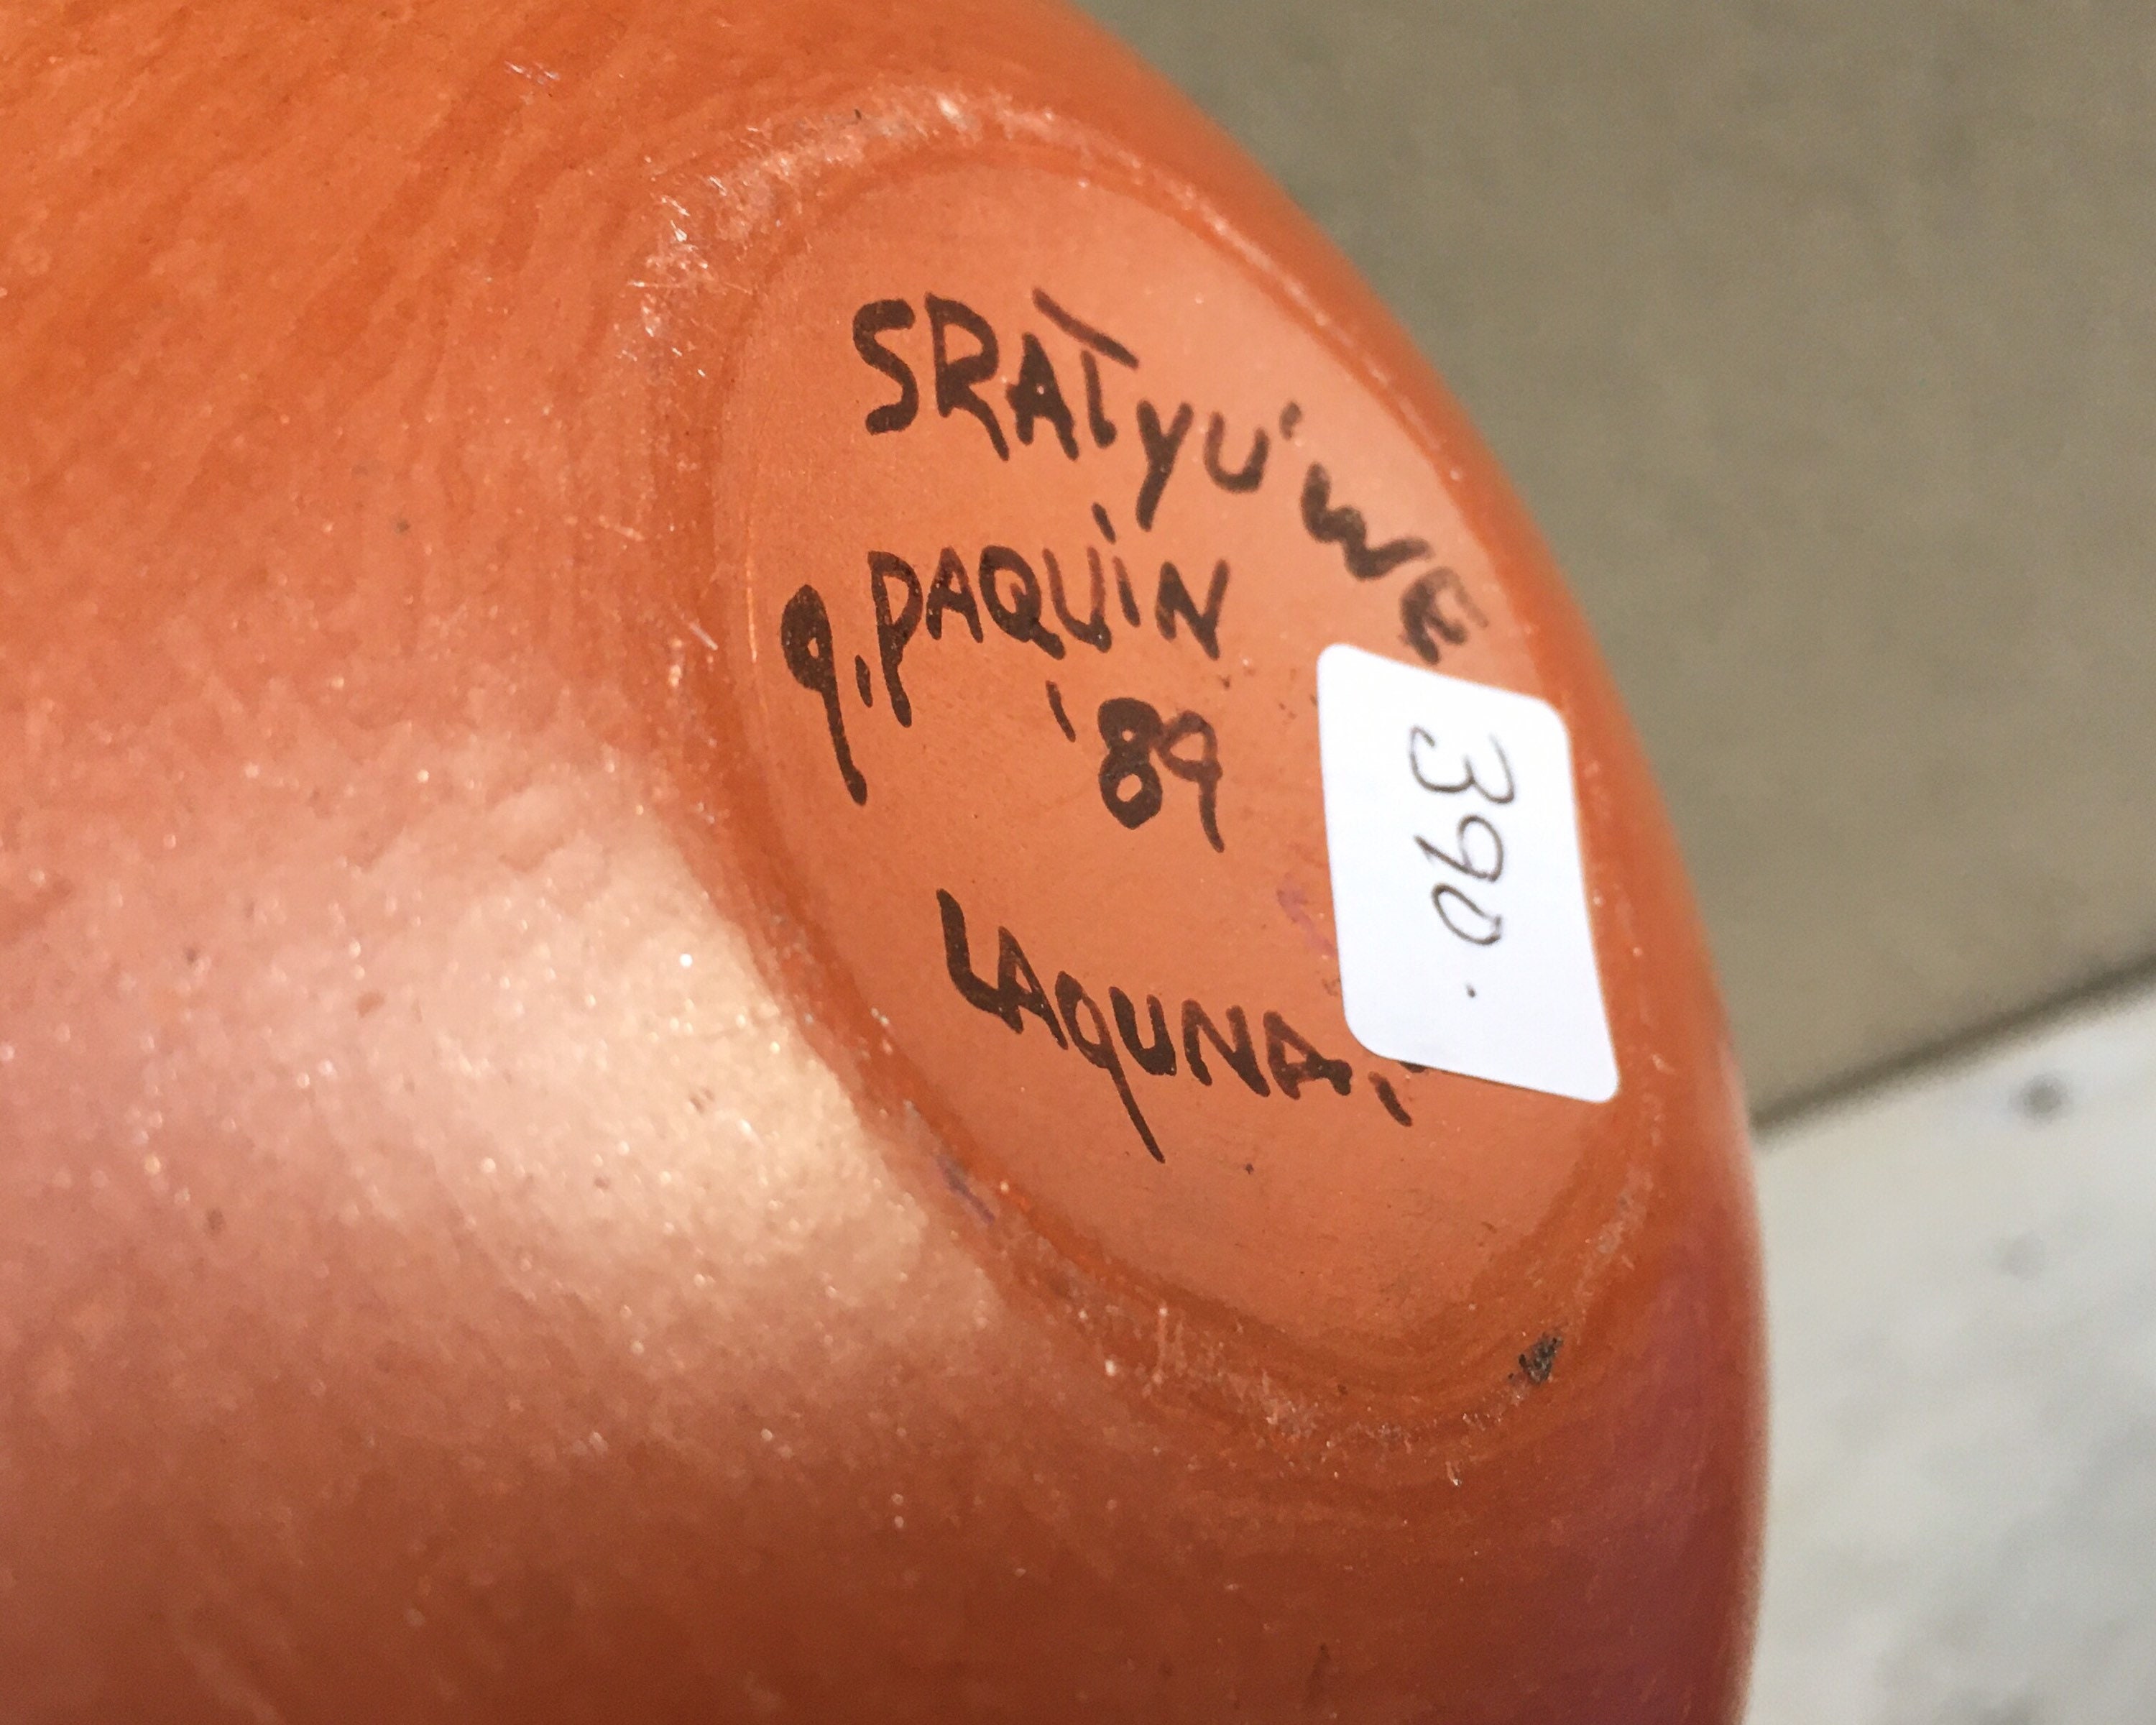 SRATYU'WE
g. PAQUIN
'89
LAGUNA,
390.